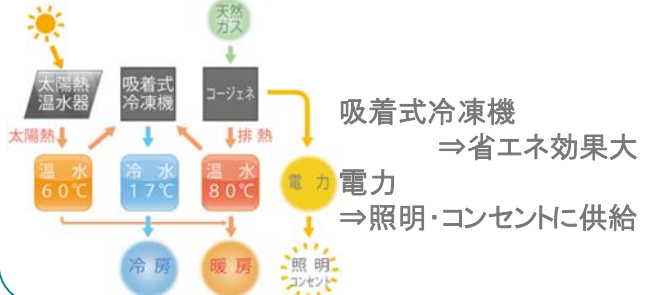 天然
ガス
太陽熱
温水器
吸着式
冷凍機
コージェネ
太陽熱
排熱
温 水
60℃
冷 水
17℃
温 水
80℃
電 力
冷 房
暖 房
照 明
コンセント
吸着式冷凍機
⇒省エネ効果大
電力
⇒照明・コンセントに供給